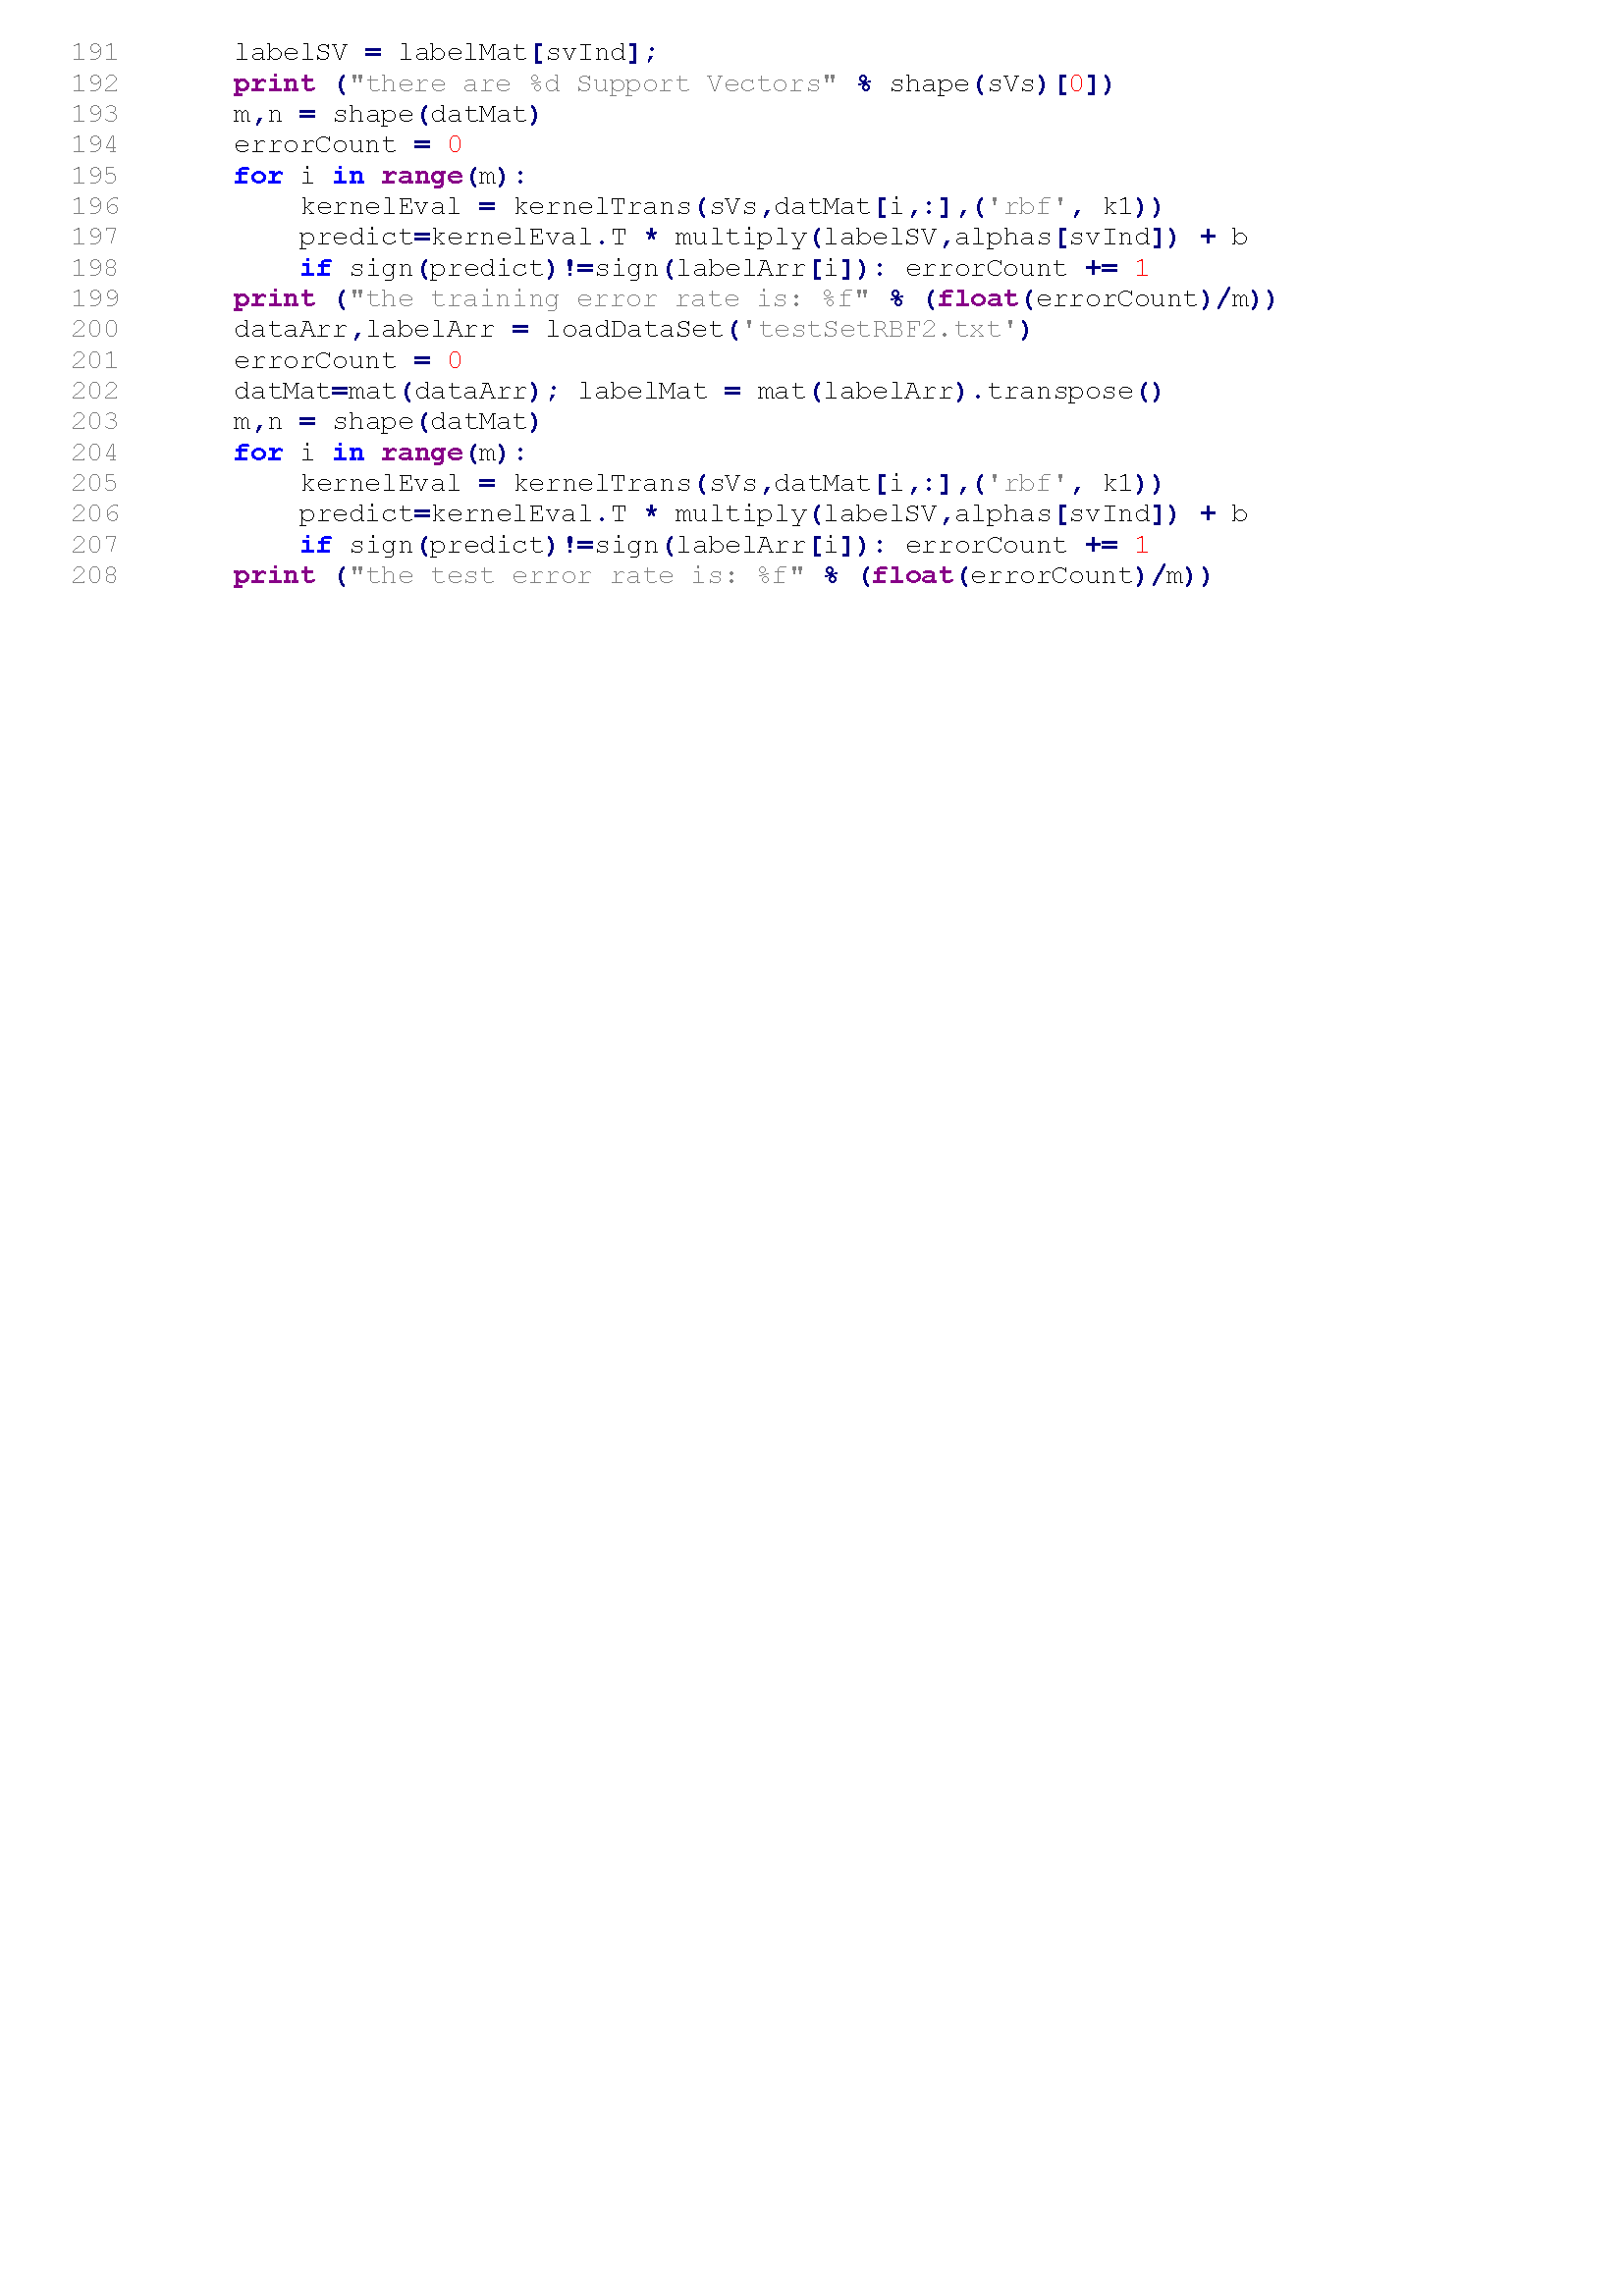 191       labelSV = labelMat[svInd];
192       print ("there are %d Support Vectors" % shape(sVs)[0])
193       m,n = shape(datMat)
194       errorCount = 0
195       for i in range(m):
196           kernelEval = kernelTrans(sVs,datMat[i,:],('rbf', k1))
197           predict=kernelEval.T * multiply(labelSV,alphas[svInd]) + b
198           if sign(predict)!=sign(labelArr[i]): errorCount += 1
199       print ("the training error rate is: %f" % (float(errorCount)/m))
200       dataArr,labelArr = loadDataSet('testSetRBF2.txt')
201       errorCount = 0
202       datMat=mat(dataArr); labelMat = mat(labelArr).transpose()
203       m,n = shape(datMat)
204       for i in range(m):
205           kernelEval = kernelTrans(sVs,datMat[i,:],('rbf', k1))
206           predict=kernelEval.T * multiply(labelSV,alphas[svInd]) + b
207           if sign(predict)!=sign(labelArr[i]): errorCount += 1
208       print ("the test error rate is: %f" % (float(errorCount)/m))